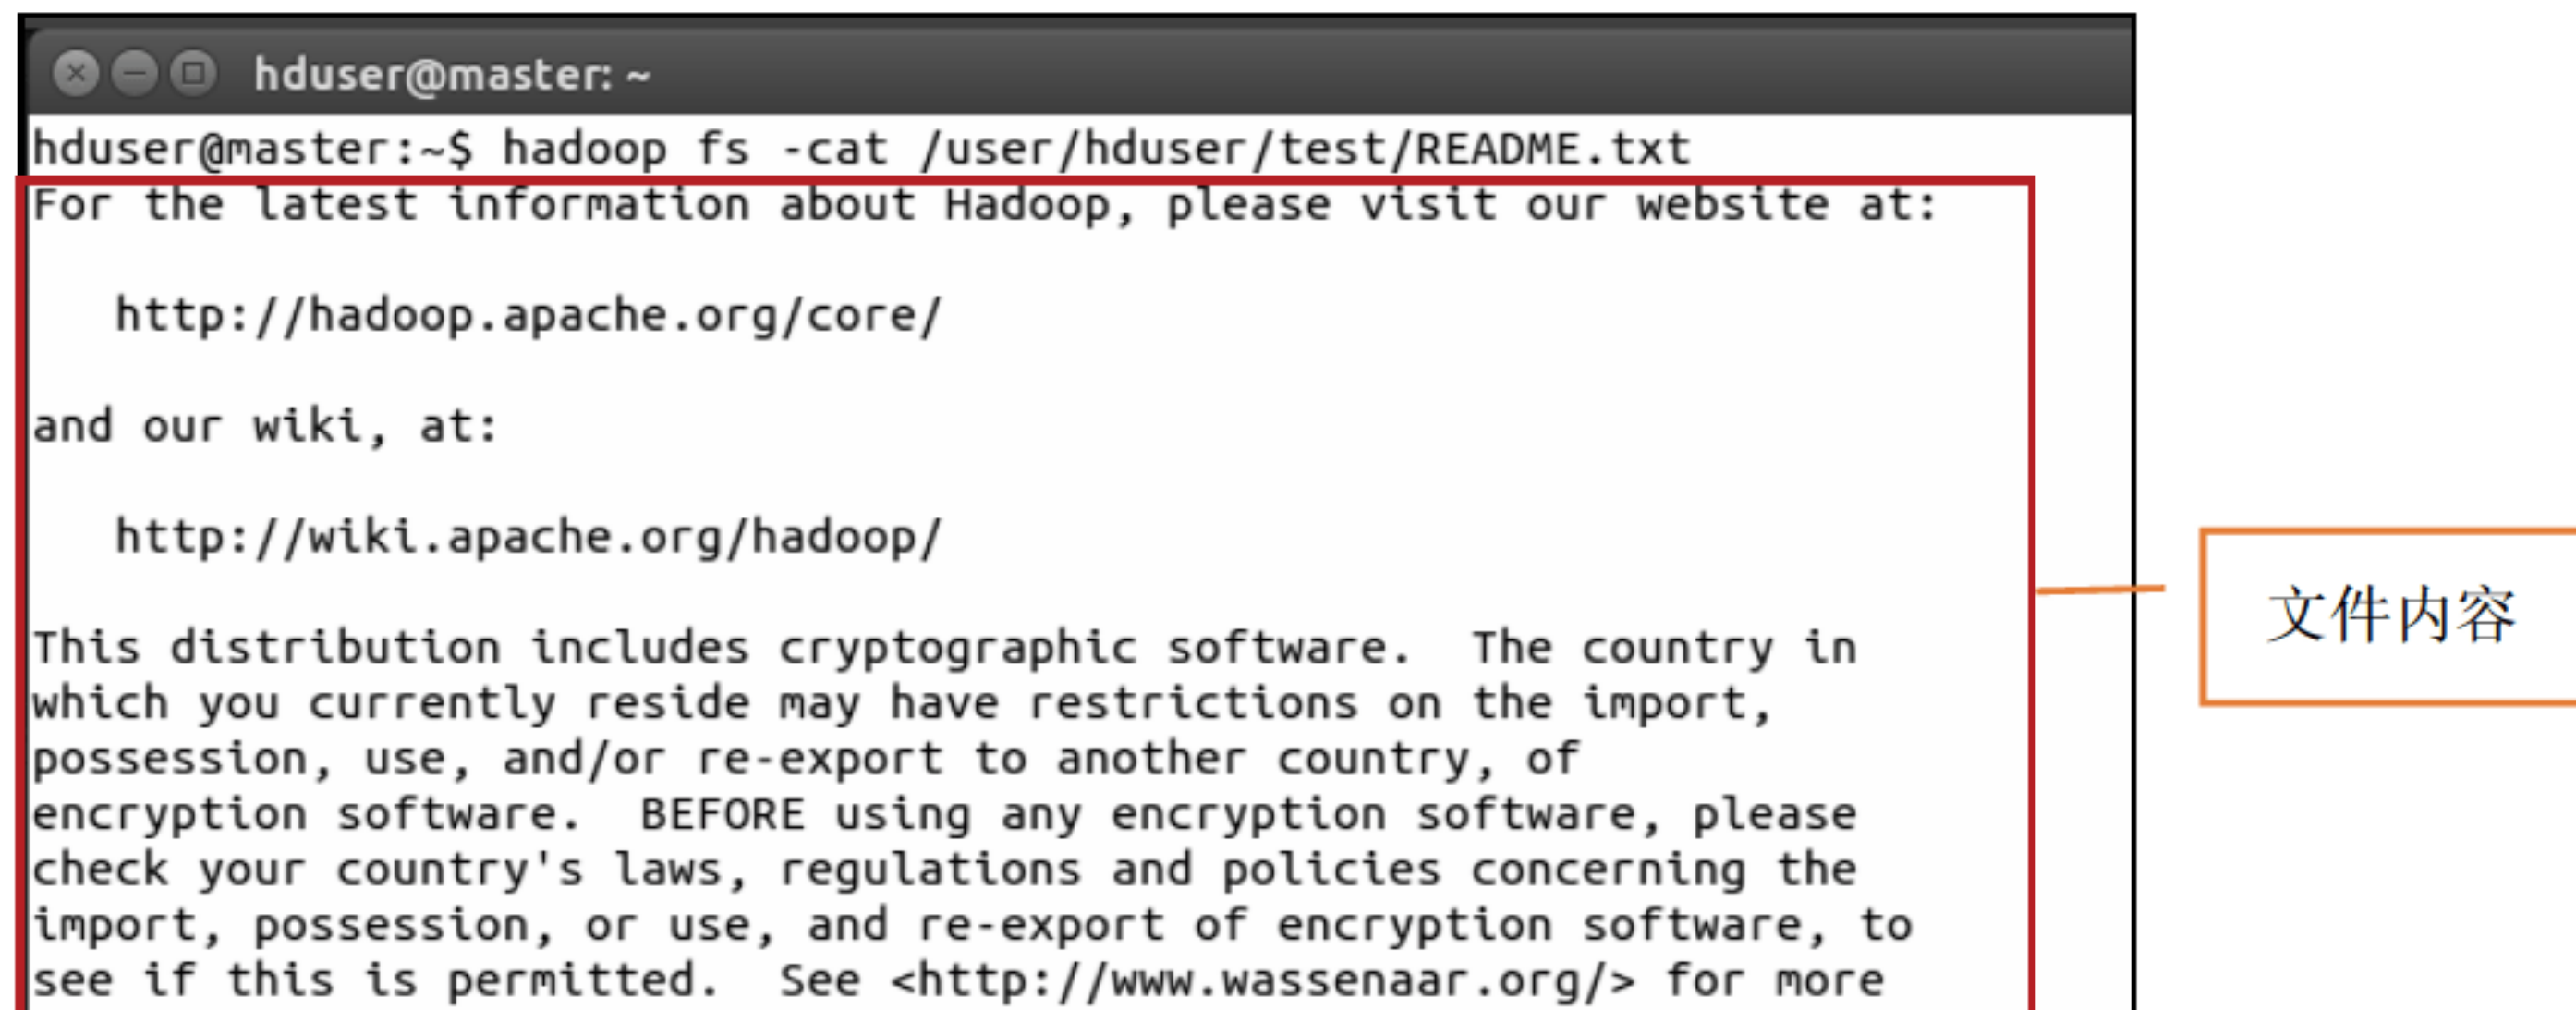 hduser@master: ~
hduser@master:~$ hadoop fs -cat /user/hduser/test/README.txt
For the latest information about Hadoop, please visit our website at:
http://hadoop.apache.org/core/
and our wiki, at:
http://wiki.apache.org/hadoop/
This distribution includes cryptographic software.  The country in
which you currently reside may have restrictions on the import,
possession, use, and/or re-export to another country, of
encryption software.  BEFORE using any encryption software, please
check your country's laws, regulations and policies concerning the
import, possession, or use, and re-export of encryption software, to
see if this is permitted.  See <http://www.wassenaar.org/> for more
文件内容